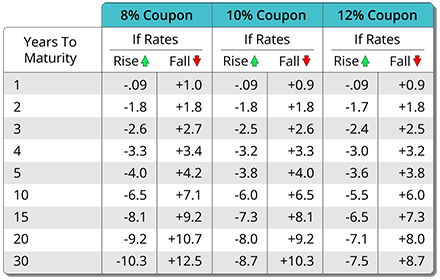 8% Coupon 10% Coupon 12% Coupon
Years To Maturity If Rates If Rates If Rates
Rise Fall Rise Fall Rise Fall
1 -.09 +1.0 -.09 +0.9 -.09 +0.9
2 -1.8 +1.8 -1.8 +1.8 -1.7 +1.8
3 -2.6 +2.7 -2.5 +2.6 -2.4 +2.5
4 -3.3 +3.4 -3.2 +3.3 -3.0 +3.2
5 -4.0 +4.2 -3.8 +4.0 -3.6 +3.8
10 -6.5 +7.1 -6.0 +6.5 -5.5 +6.0
15 -8.1 +9.2 -7.3 +8.1 -6.5 +7.3
20 -9.2 +10.7 -8.0 +9.2 -7.1 +8.0
30 -10.3 +12.5 -8.7 +10.3 -7.5 +8.7